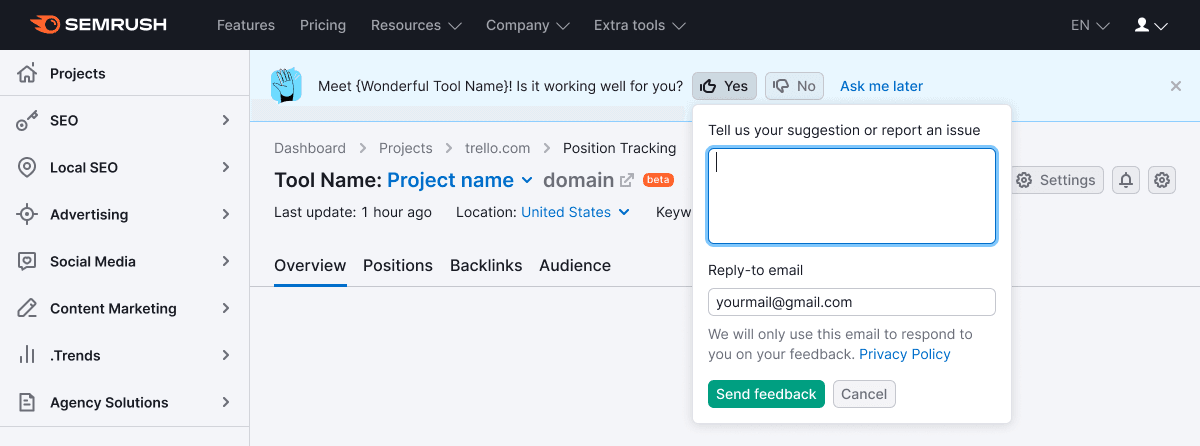 SEMRUSH Features Pricing Resources Company Extra tools EN
Projects
SEO
Local SEO
Advertising
Social Media
Content Marketing
.Trends
Agency Solutions
Meet {Wonderful Tool Name}! Is it working well for you? Yes No Ask me later
Dashboard Projects trello.com Position Tracking
Tool Name: Project name domain beta
Settings
Last update: 1 hour ago Location: United States Keyw
Overview Positions Backlinks Audience
Tell us your suggestion or report an issue
Reply-to email
yourmail@gmail.com
We will only use this email to respond to
you on your feedback. Privacy Policy
Send feedback Cancel